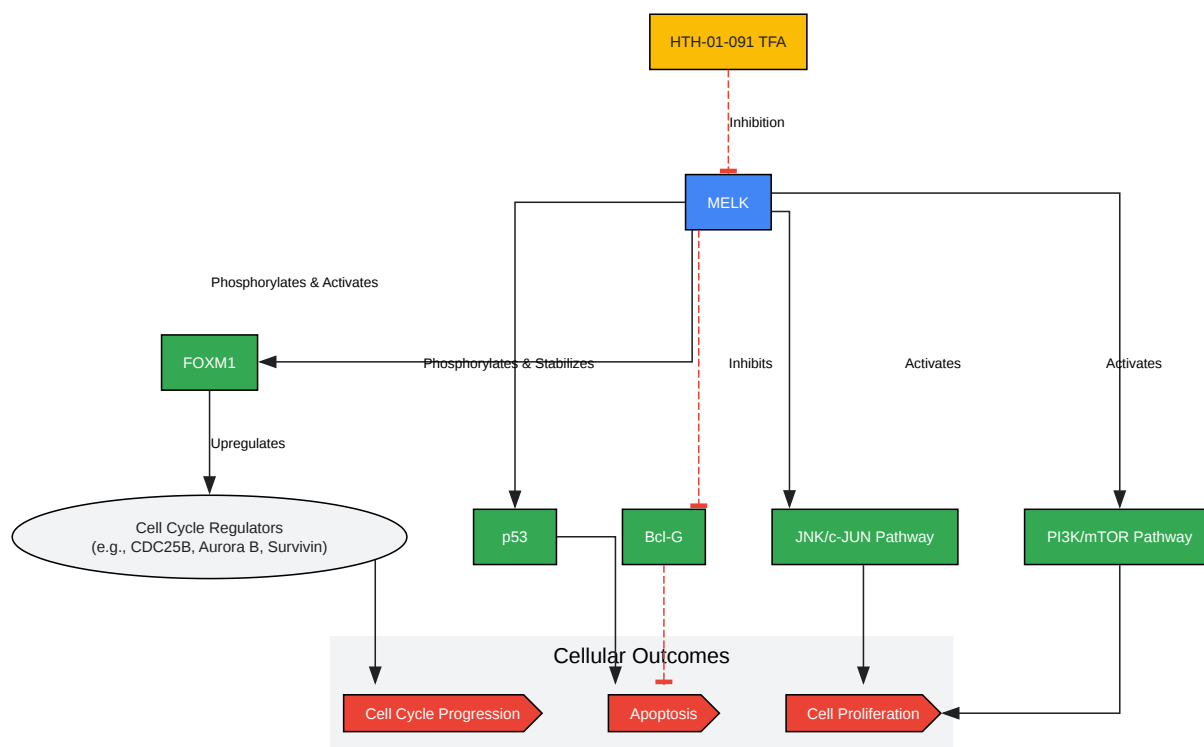 HTH-01-091 TFA
Inhibition
MELK
Phosphorylates & Activates
FOXM1
Phosphorylates & Stabilizes
Inhibits
Activates
Activates
Upregulates
Cell Cycle Regulators
(e.g., CDC25B, Aurora B, Survivin)
p53
Bcl-G
JNK/c-JUN Pathway
PI3K/mTOR Pathway
Cellular Outcomes
Cell Cycle Progression
Apoptosis
Cell Proliferation